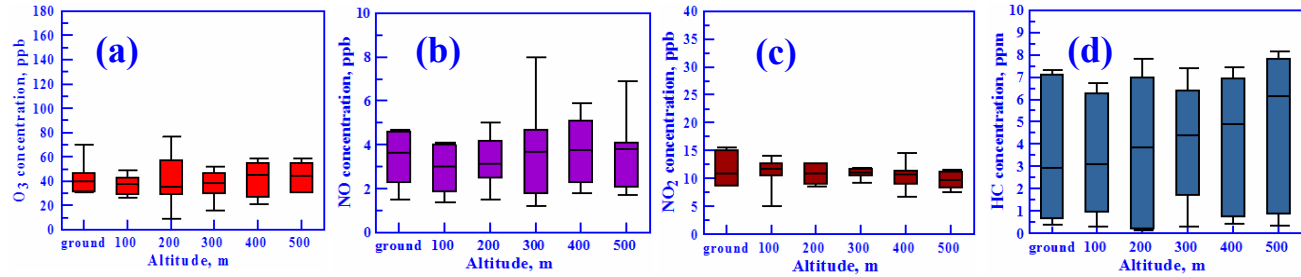 (a)
O3 concentration, ppb
180
160
140
120
100
80
60
40
20
0
ground 100 200 300 400 500
Altitude, m
(b)
NO concentration, ppb
10
8
6
4
2
0
ground 100 200 300 400 500
Altitude, m
(c)
NO2 concentration, ppb
40
35
30
25
20
15
10
5
0
ground 100 200 300 400 500
Altitude, m
(d)
HC concentration, ppm
10
9
8
7
6
5
4
3
2
1
0
ground 100 200 300 400 500
Altitude, m